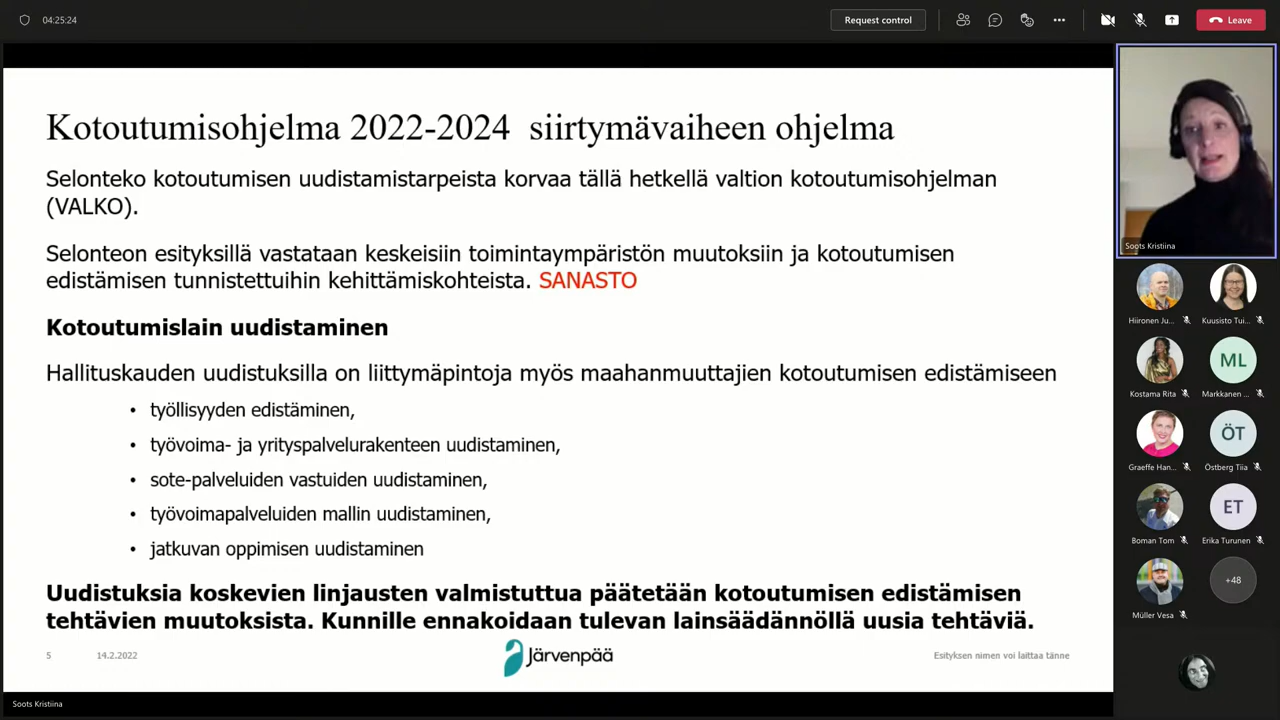 04:25:24
Request control
Leave
Kotoutumisohjelma 2022-2024 siirtymävaiheen ohjelma
Selonteko kotoutumisen uudistamistarpeista korvaa tällä hetkellä valtion kotoutumisohjelman
(VALKO).
Selonteon esityksillä vastataan keskeisiin toimintaympäristön muutoksiin ja kotoutumisen
edistämisen tunnistettuihin kehittämiskohteista. SANASTO
Kotoutumislain uudistaminen
Hallituskauden uudistuksilla on liittymäpintoja myös maahanmuuttajien kotoutumisen edistämiseen
• työllisyyden edistäminen,
• työvoima- ja yrityspalvelurakenteen uudistaminen,
• sote-palveluiden vastuiden uudistaminen,
• työvoimapalveluiden mallin uudistaminen,
• jatkuvan oppimisen uudistaminen
Uudistuksia koskevien linjausten valmistuttua päätetään kotoutumisen edistämisen
tehtävien muutoksista. Kunnille ennakoidaan tulevan lainsäädännöllä uusia tehtäviä.
5
14.2.2022
Järvenpää
Esityksen nimen voi laittaa tänne
Soots Kristiina
Soots Kristiina
Hiironen Ju...
Kuusisto Tui...
Kostama Rita
ML
Markkanen ...
Graeffe Han...
ÖT
Östberg Tiia
Boman Tom
ET
Erika Turunen
Müller Vesa
+48